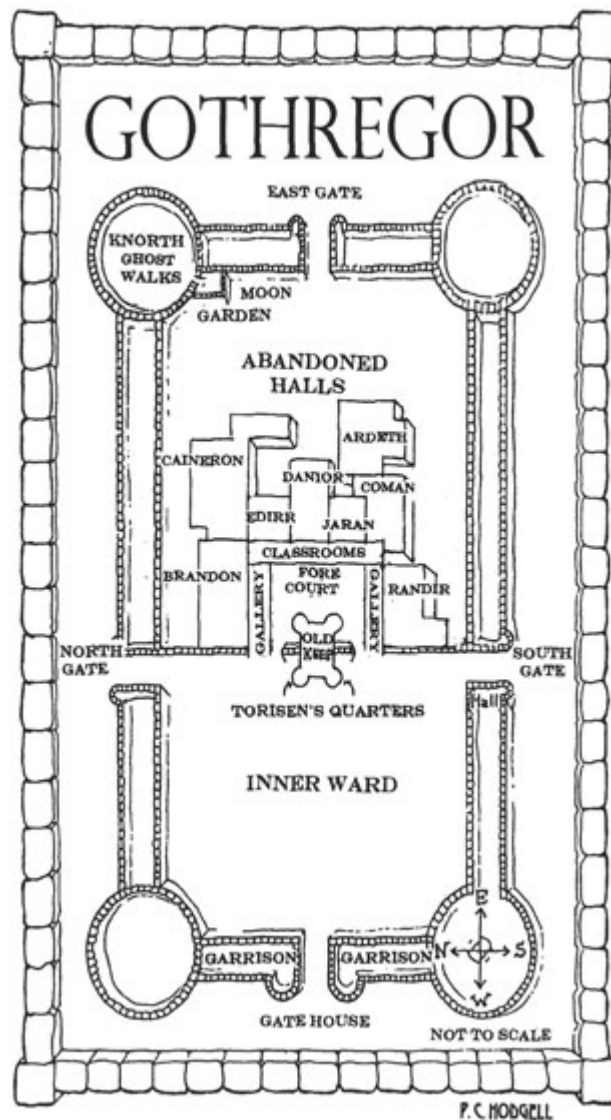 GOTHREGOR
EAST GATE
KNORTH
GHOST
WALKS
MOON
GARDEN
ABANDONED
HALLS
ARDETH
CAINERON
DANIOR
COMAN
EDIRR
JARAN
CLASSROOMS
BRANDON
FORE
COURT
RANDIR
GALLERY
GALLERY
OLD
KEEP
NORTH
GATE
SOUTH
GATE
TORISEN'S QUARTERS
Hall
INNER WARD
E
N
S
W
GARRISON
GARRISON
GATE HOUSE
NOT TO SCALE
P.C HODGELL